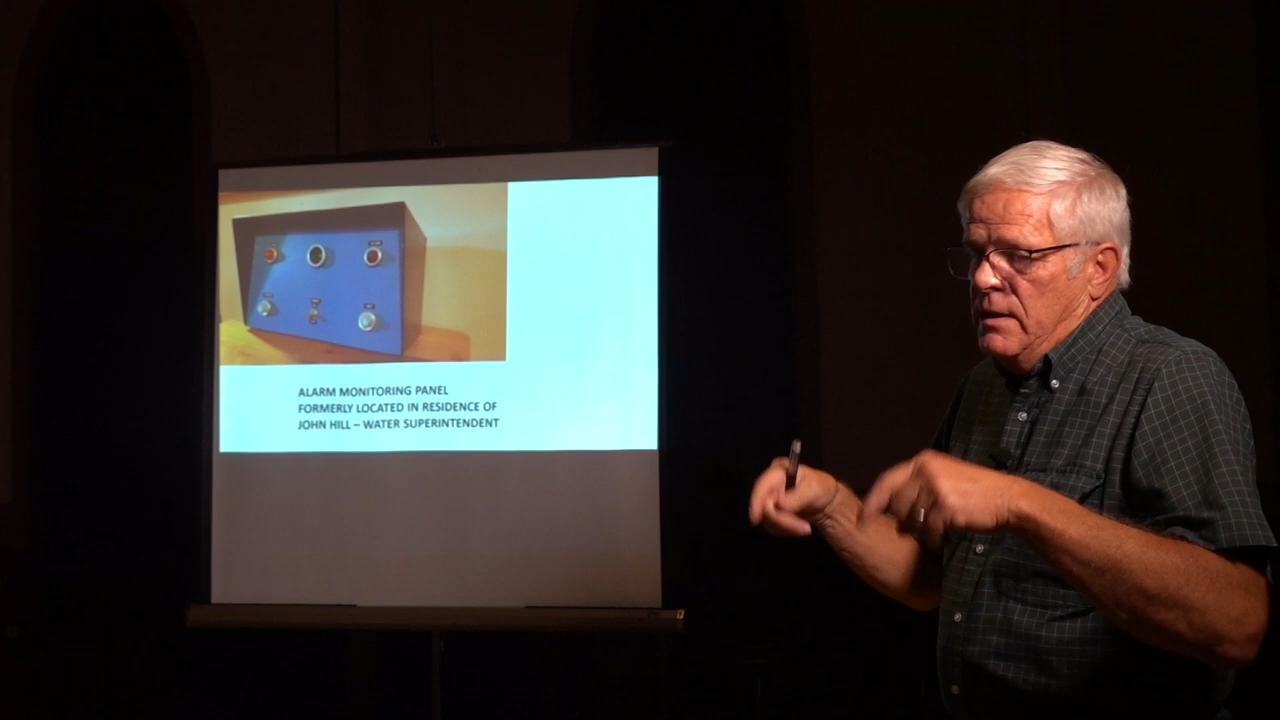 ALARM MONITORING PANEL
FORMERLY LOCATED IN RESIDENCE OF
JOHN HILL – WATER SUPERINTENDENT